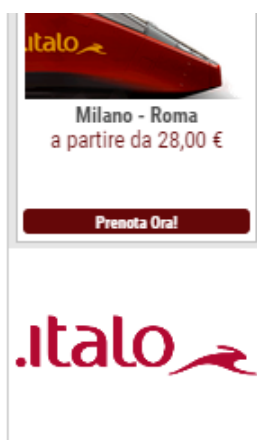 italo
Milano - Roma
a partire da 28,00 €
Prenota Ora!
.italo